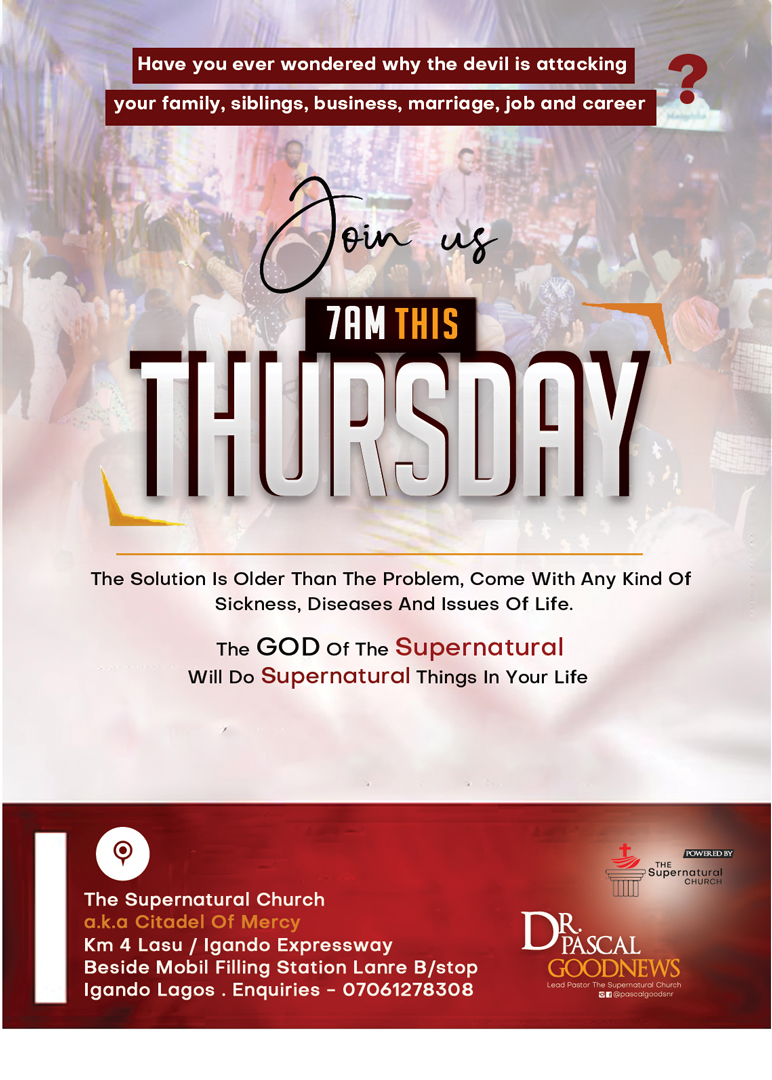 Have you ever wondered why the devil is attacking
your family, siblings, business, marriage, job and career
?
Join us
7AM THIS
THURSDAY
The Solution Is Older Than The Problem, Come With Any Kind Of
Sickness, Diseases And Issues Of Life.
The GOD Of The Supernatural
Will Do Supernatural Things In Your Life
The Supernatural Church
a.k.a Citadel Of Mercy
Km 4 Lasu / Igando Expressway
Beside Mobil Filling Station Lanre B/stop
Igando Lagos . Enquiries - 07061278308
POWERED BY
THE
Supernatural
CHURCH
DR.
PASCAL
GOODNEWS
Lead Pastor The Supernatural Church
@pascalgoodsnr